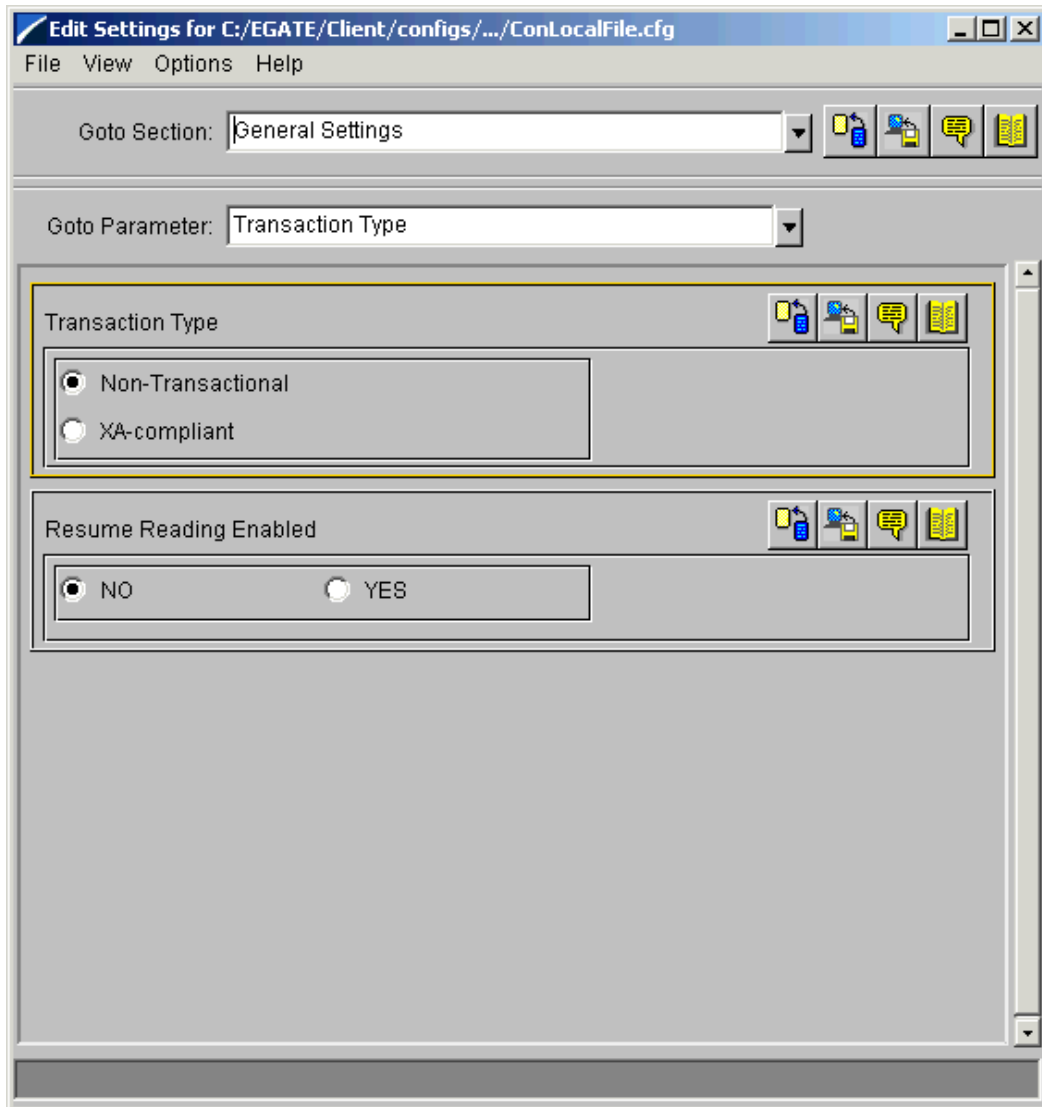 Edit Settings for C:/EGATE/Client/configs/.../ConLocalFile.cfg
File View Options Help
Goto Section: General Settings
Goto Parameter: Transaction Type
Transaction Type
Non-Transactional
XA-compliant
Resume Reading Enabled
NO YES